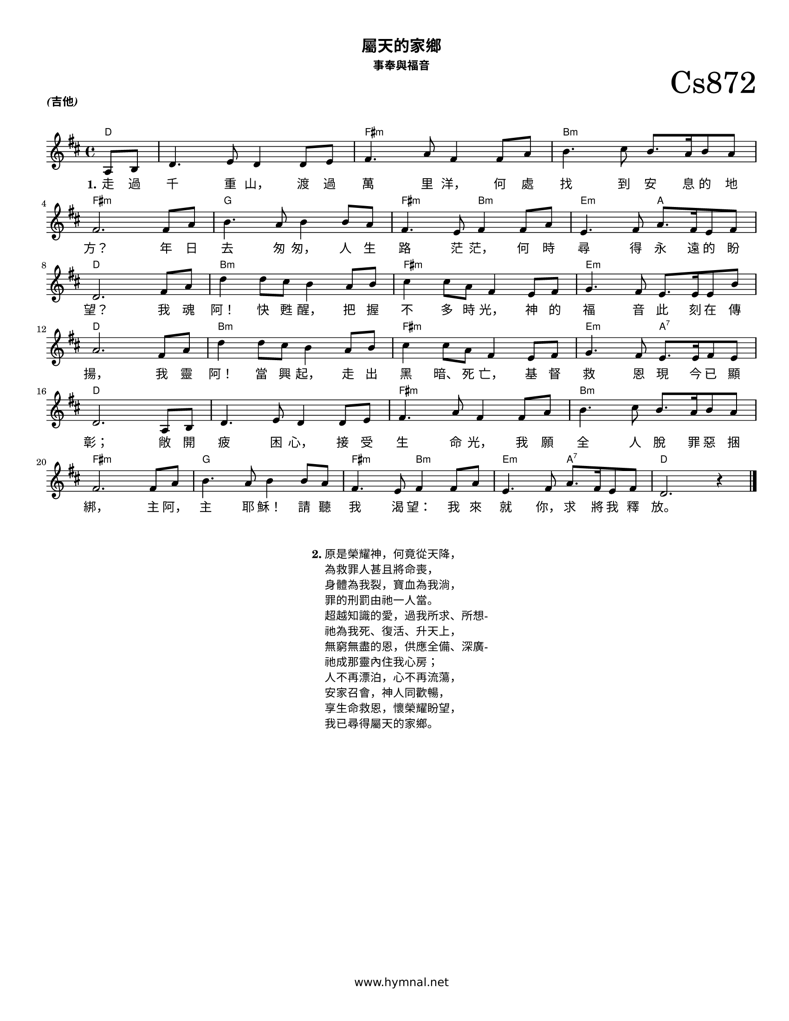 屬天的家鄉
事奉與福音
Cs872
(吉他)
D F♯m Bm
1. 走 過 千 重 山， 渡 過 萬 里 洋， 何 處 找 到 安 息 的 地
4 F♯m G F♯m Bm Em A
方？ 年 日 去 匆 匆， 人 生 路 茫 茫， 何 時 尋 得 永 遠 的 盼
8 D Bm F♯m Em
望？ 我 魂 阿！ 快 甦 醒， 把 握 不 多 時 光， 神 的 福 音 此 刻 在 傳
12 D Bm F♯m Em A7
揚， 我 靈 阿！ 當 興 起， 走 出 黑 暗、 死 亡， 基 督 救 恩 現 今 已 顯
16 D F♯m Bm
彰； 敞 開 疲 困 心， 接 受 生 命 光， 我 願 全 人 脫 罪 惡 捆
20 F♯m G F♯m Bm Em A7 D
綁， 主 阿， 主 耶 穌！ 請 聽 我 渴 望： 我 來 就 你， 求 將 我 釋 放。
2. 原是榮耀神，何竟從天降，
為救罪人甚且將命喪，
身體為我裂，寶血為我淌，
罪的刑罰由祂一人當。
超越知識的愛，過我所求、所想-
祂為我死、復活、升天上，
無窮無盡的恩，供應全備、深廣-
祂成那靈內住我心房；
人不再漂泊，心不再流蕩，
安家召會，神人同歡暢，
享生命救恩，懷榮耀盼望，
我已尋得屬天的家鄉。
www.hymnal.net